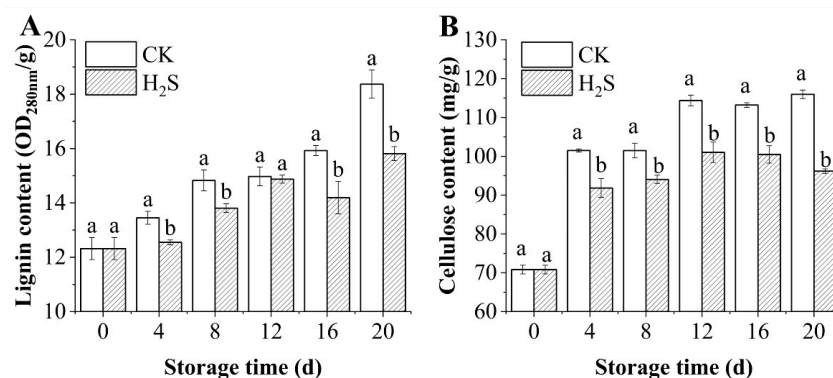 A
CK
H2S
Lignin content (OD280nm/g)
18
16
14
12
10
a a a b a b a a a b a b
0 4 8 12 16 20
Storage time (d)
B
CK
H2S
Cellulose content (mg/g)
130
120
110
100
90
80
70
60
a a a b a b a b a b a b
0 4 8 12 16 20
Storage time (d)